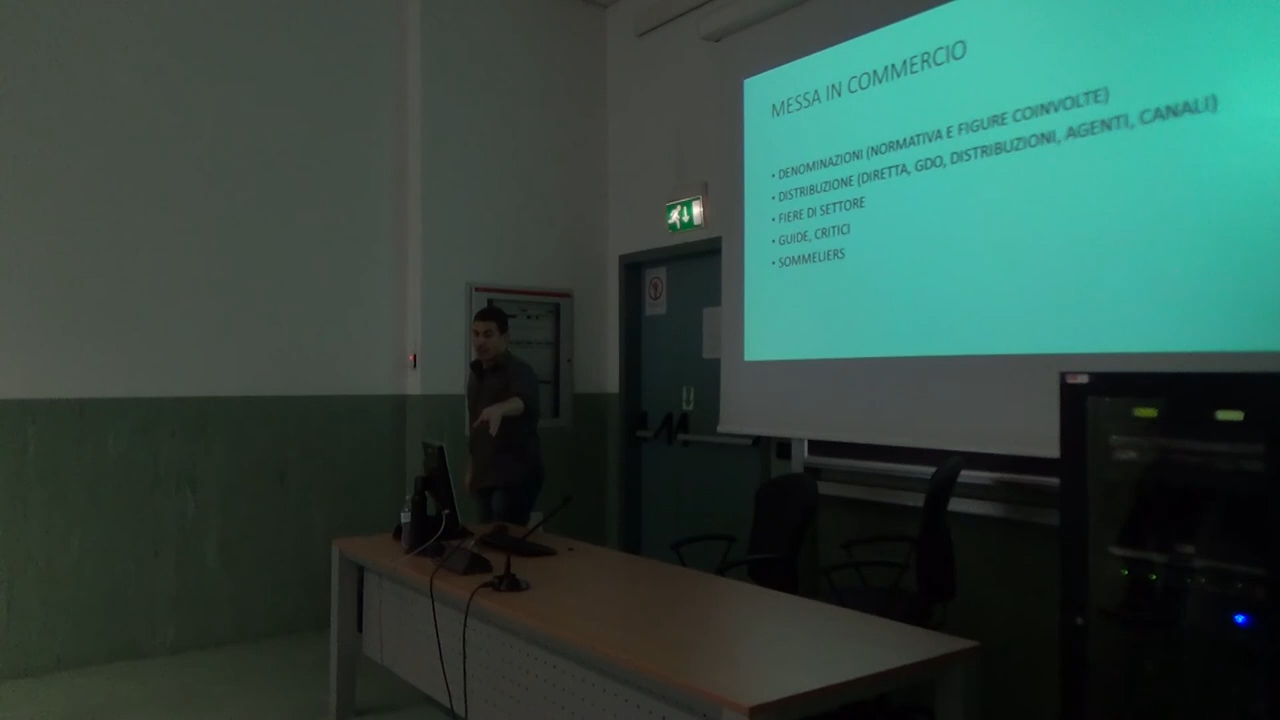 MESSA IN COMMERCIO
• DENOMINAZIONI (NORMATIVA E FIGURE COINVOLTE)
• DISTRIBUZIONE (DIRETTA, GDO, DISTRIBUZIONI, AGENTI, CANALI)
• FIERE DI SETTORE
• GUIDE, CRITICI
• SOMMELIERS